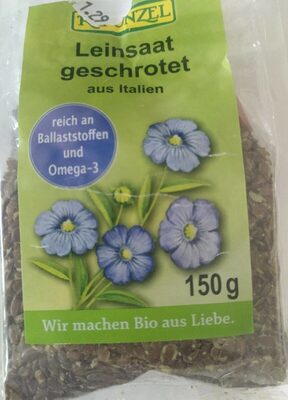 1.29
Leinsaat
geschrotet
aus Italien
reich an
Ballaststoffen
und
Omega-3
150 g
Wir machen Bio aus Liebe.